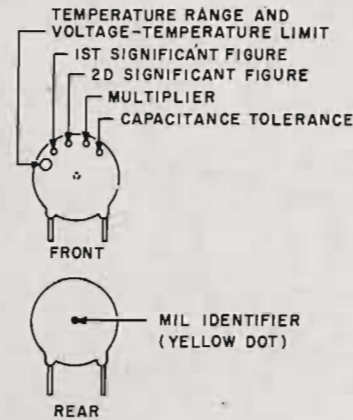 TEMPERATURE RANGE AND
VOLTAGE-TEMPERATURE LIMIT
1ST SIGNIFICANT FIGURE
2D SIGNIFICANT FIGURE
MULTIPLIER
CAPACITANCE TOLERANCE
FRONT
MIL IDENTIFIER
(YELLOW DOT)
REAR